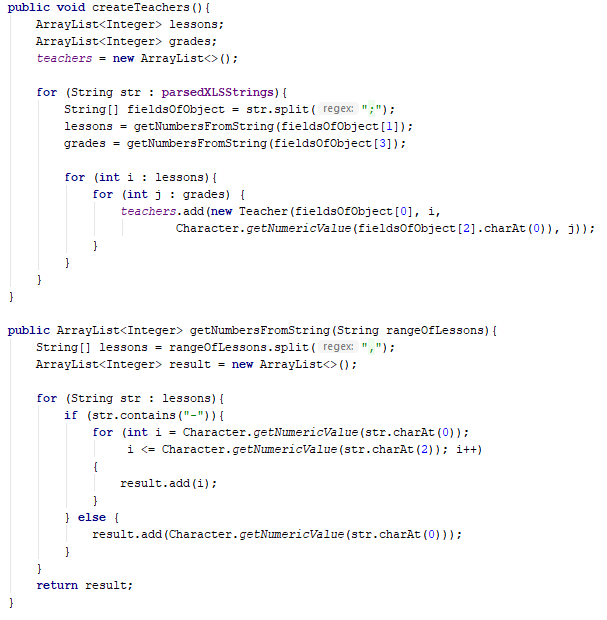 public void createTeachers(){
    ArrayList<Integer> lessons;
    ArrayList<Integer> grades;
    teachers = new ArrayList<>();
    for (String str : parsedXLSStrings){
        String[] fieldsOfObject = str.split( regex: ";");
        lessons = getNumbersFromString(fieldsOfObject[1]);
        grades = getNumbersFromString(fieldsOfObject[3]);
        for (int i : lessons){
            for (int j : grades) {
                teachers.add(new Teacher(fieldsOfObject[0], i,
                        Character.getNumericValue(fieldsOfObject[2].charAt(0)), j));
            }
        }
    }
}
public ArrayList<Integer> getNumbersFromString(String rangeOfLessons){
    String[] lessons = rangeOfLessons.split( regex: ",");
    ArrayList<Integer> result = new ArrayList<>();
    for (String str : lessons){
        if (str.contains("-")){
            for (int i = Character.getNumericValue(str.charAt(0));
                 i <= Character.getNumericValue(str.charAt(2)); i++)
            {
                result.add(i);
            }
        } else {
            result.add(Character.getNumericValue(str.charAt(0)));
        }
    }
    return result;
}